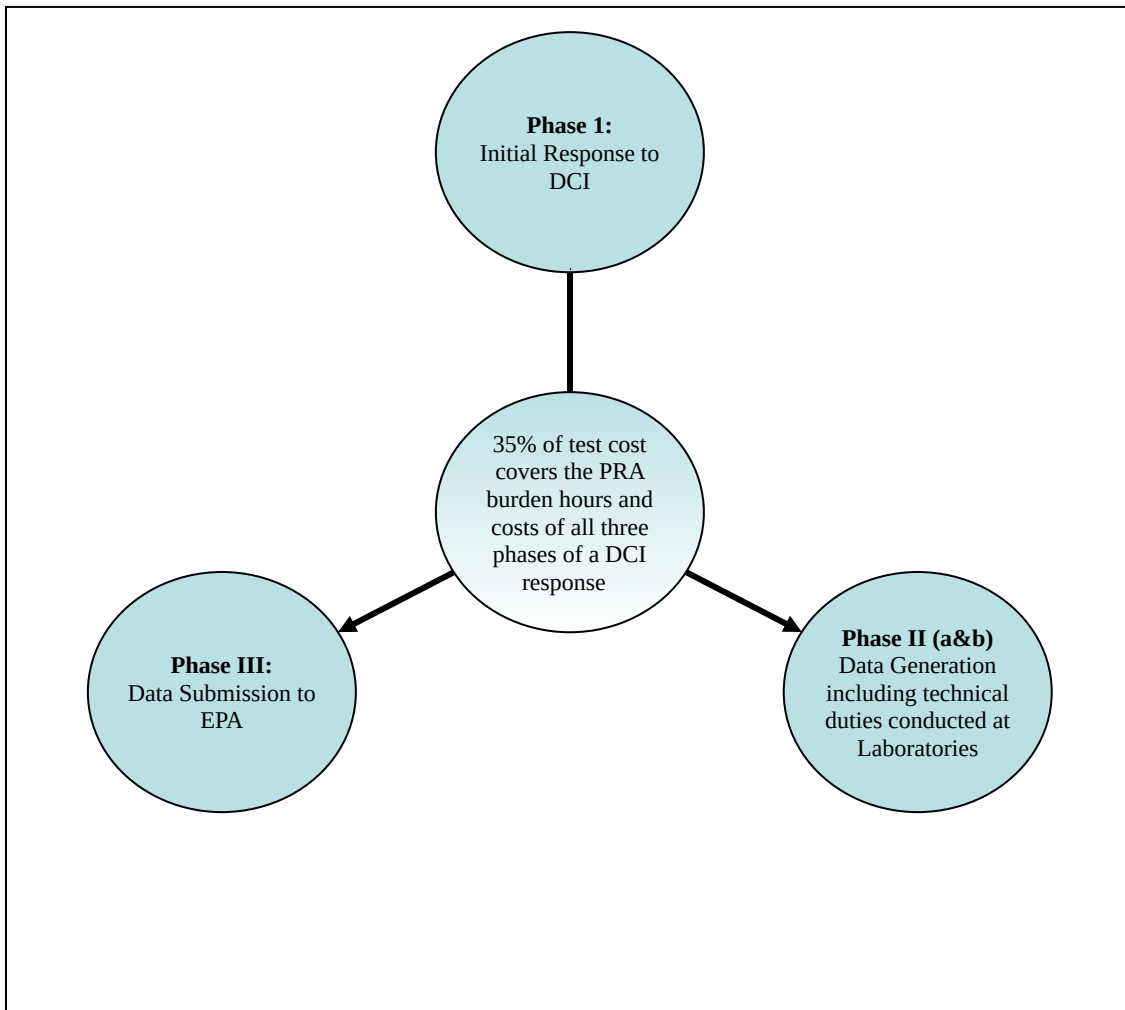 Phase 1:
Initial Response to
DCI
35% of test cost
covers the PRA
burden hours and
costs of all three
phases of a DCI
response
Phase III:
Data Submission to
EPA
Phase II (a&b)
Data Generation
including technical
duties conducted at
Laboratories